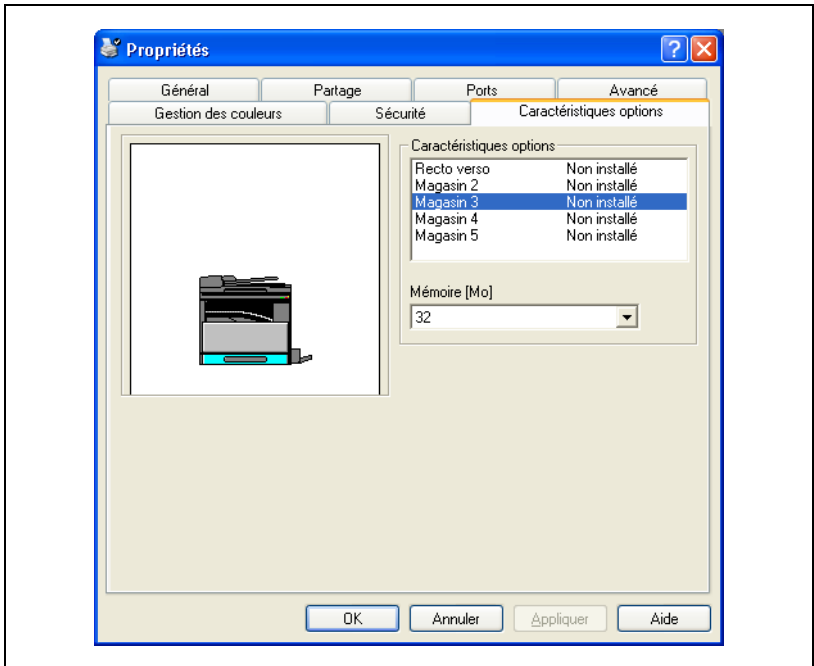 Propriétés
Général Partage Ports Avancé
Gestion des couleurs Sécurité Caractéristiques options
Caractéristiques options
Recto verso Non installé
Magasin 2 Non installé
Magasin 3 Non installé
Magasin 4 Non installé
Magasin 5 Non installé
Mémoire [Mo]
32
OK Annuler Appliquer Aide